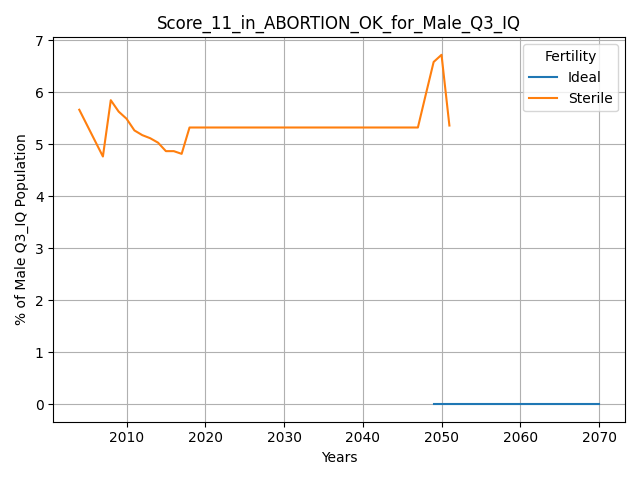 Score_11_in_ABORTION_OK_for_Male_Q3_IQ
% of Male Q3_IQ Population
7
6
5
4
3
2
1
0
Fertility
Ideal
Sterile
2010 2020 2030 2040 2050 2060 2070
Years